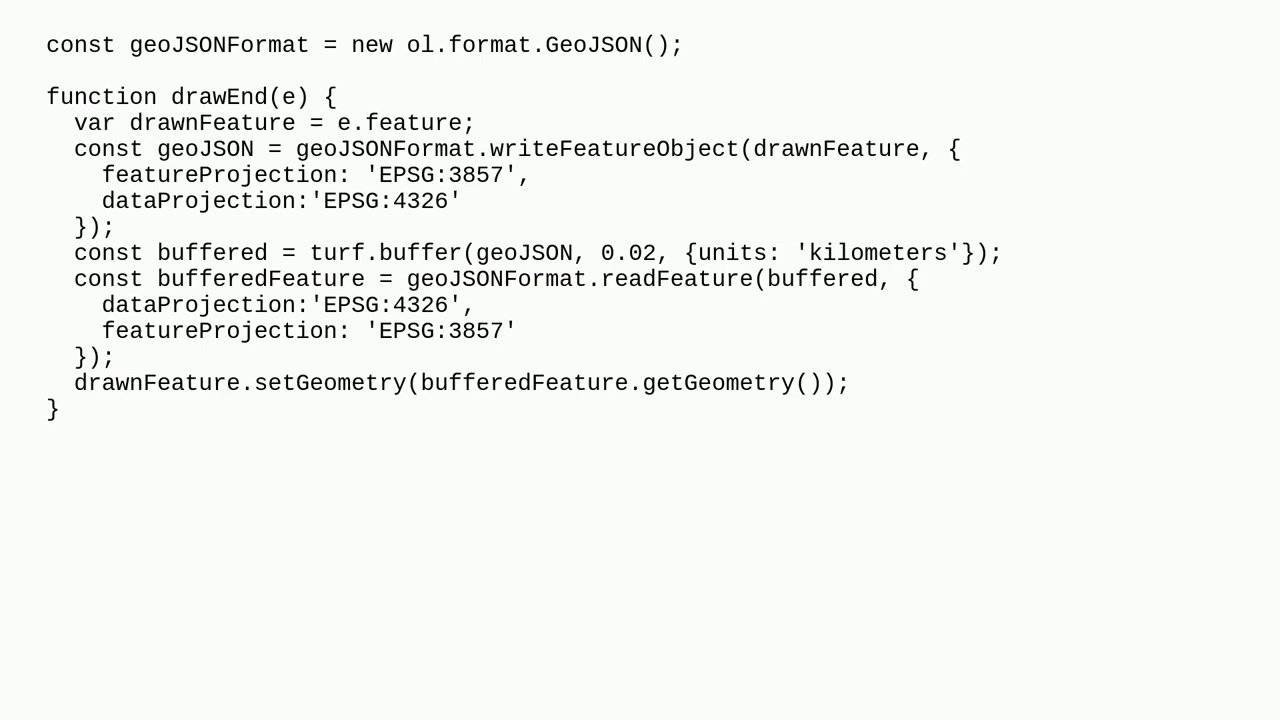 const geoJSONFormat = new ol.format.GeoJSON();

function drawEnd(e) {
  var drawnFeature = e.feature;
  const geoJSON = geoJSONFormat.writeFeatureObject(drawnFeature, {
    featureProjection: 'EPSG:3857',
    dataProjection:'EPSG:4326'
  });
  const buffered = turf.buffer(geoJSON, 0.02, {units: 'kilometers'});
  const bufferedFeature = geoJSONFormat.readFeature(buffered, {
    dataProjection:'EPSG:4326',
    featureProjection: 'EPSG:3857'
  });
  drawnFeature.setGeometry(bufferedFeature.getGeometry());
}